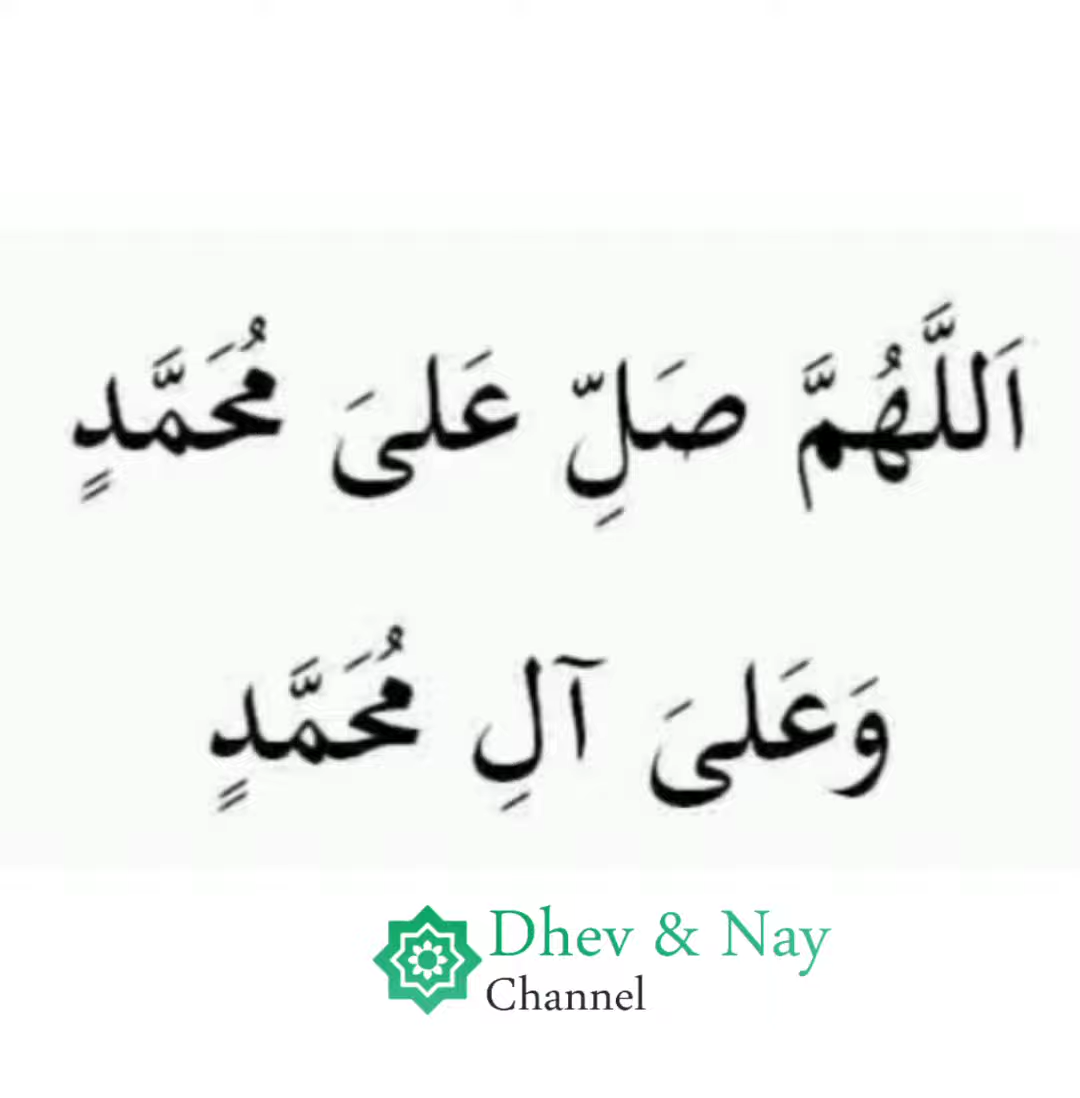 اَللَّهُمَّ صَلِّ عَلىَ مُحَمَّدٍ
وَعَلىَ آلِ مُحَمَّدٍ
Dhev & Nay
Channel